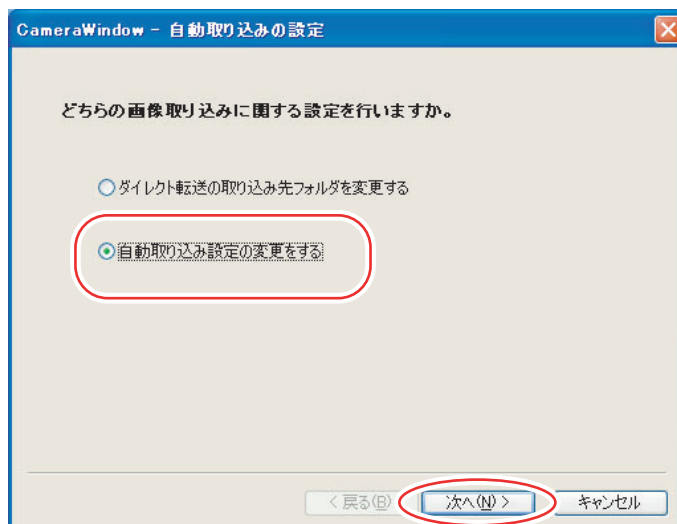 CameraWindow - 自動取り込みの設定
どちらの画像取り込みに関する設定を行いますか。
ダイレクト転送の取り込み先フォルダを変更する
自動取り込み設定の変更をする
< 戻る(B) 次へ(N) > キャンセル